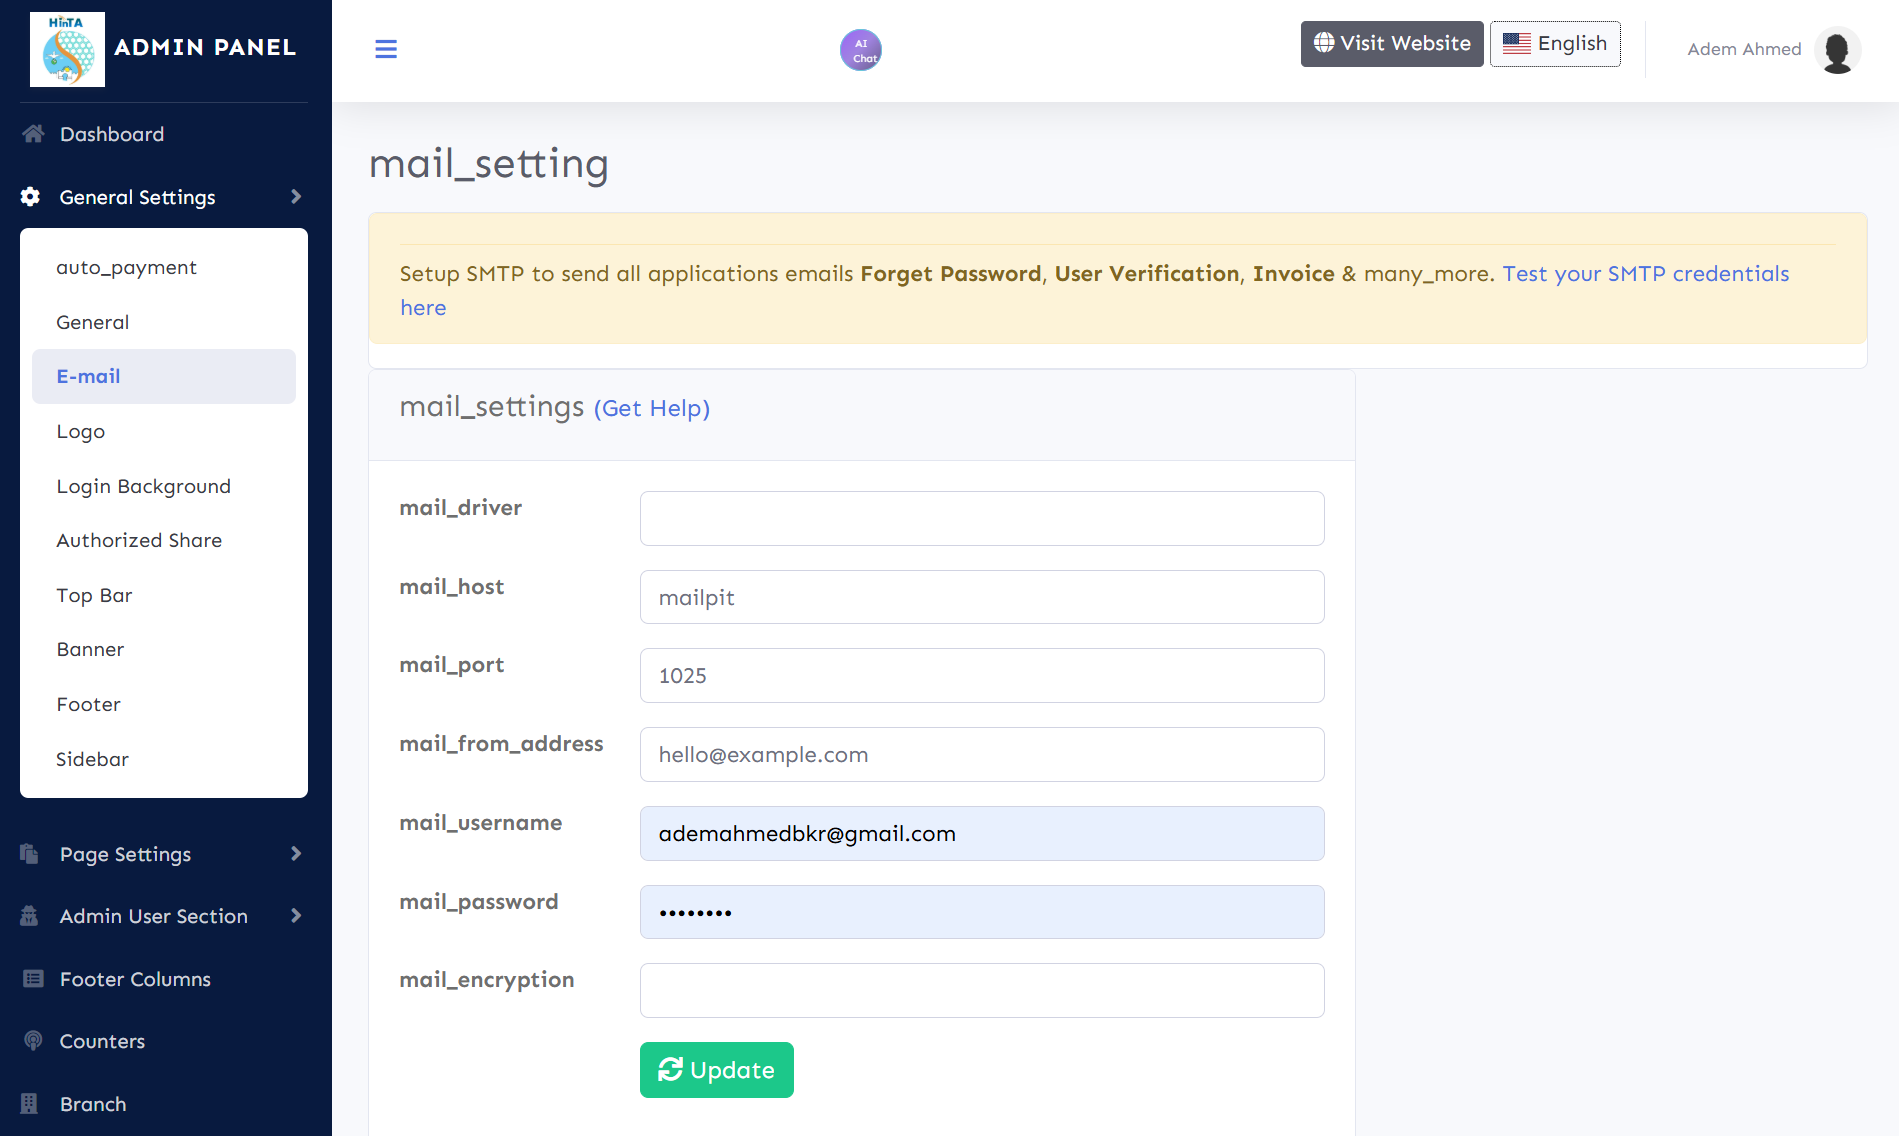 HinTA
ADMIN PANEL
AI
Chat
Visit Website
English
Adem Ahmed
Dashboard
General Settings
auto_payment
General
E-mail
Logo
Login Background
Authorized Share
Top Bar
Banner
Footer
Sidebar
Page Settings
Admin User Section
Footer Columns
Counters
Branch
mail_setting
Setup SMTP to send all applications emails Forget Password, User Verification, Invoice & many_more. Test your SMTP credentials
here
mail_settings (Get Help)
mail_driver
mail_host
mailpit
mail_port
1025
mail_from_address
hello@example.com
mail_username
ademahmedbkr@gmail.com
mail_password
••••••••
mail_encryption
Update